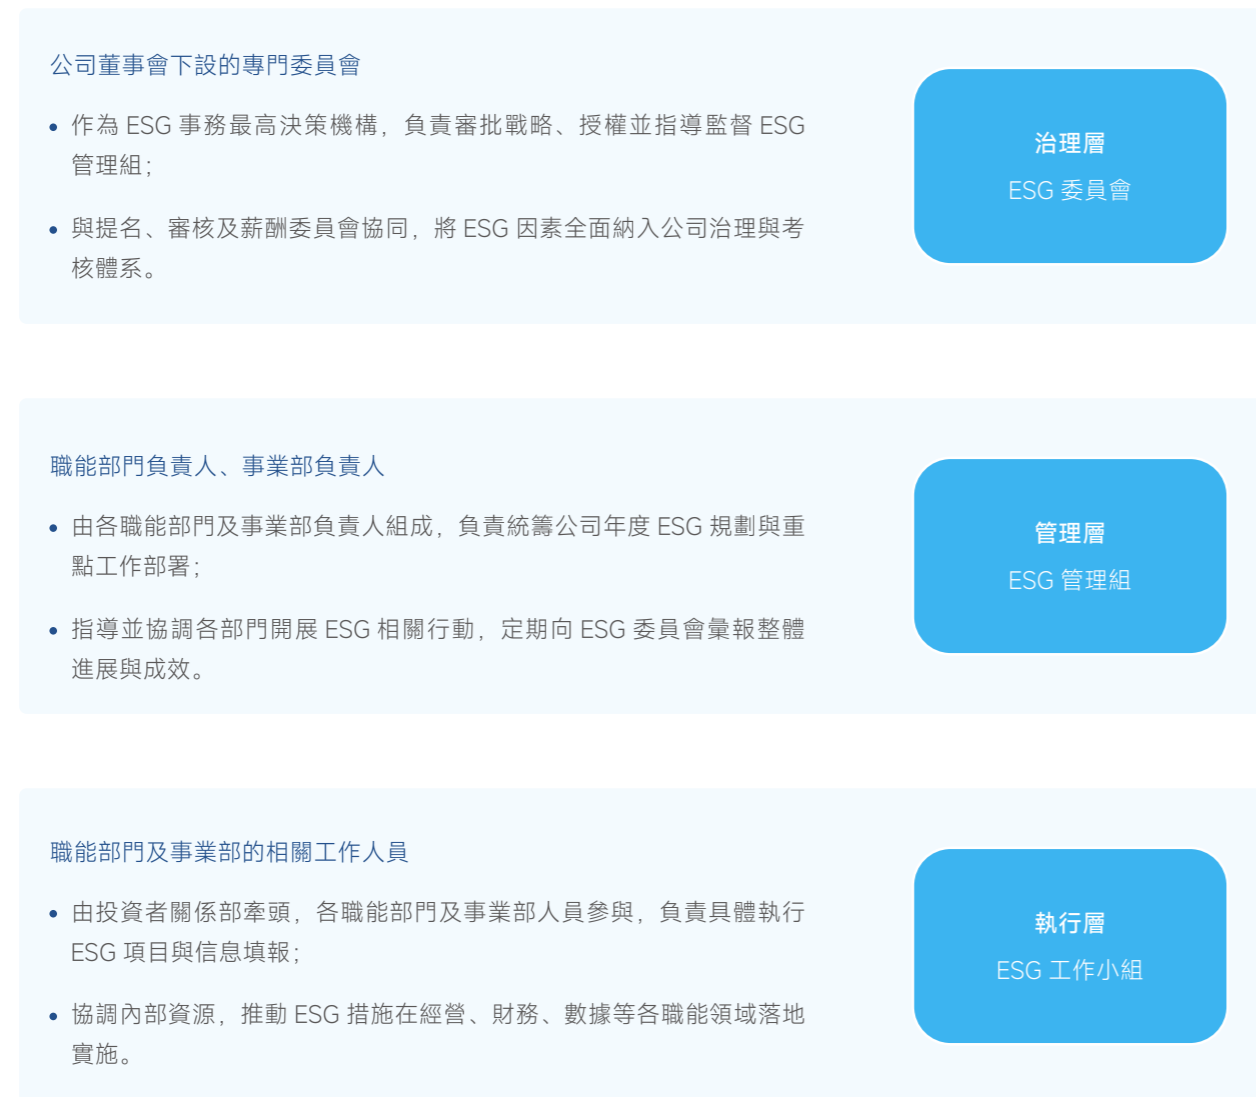 公司董事會下設的專門委員會
• 作為 ESG 事務最高決策機構，負責審批戰略、授權並指導監督 ESG
管理組；
• 與提名、審核及薪酬委員會協同，將 ESG 因素全面納入公司治理與考
核體系。
治理層
ESG 委員會
職能部門負責人、事業部負責人
• 由各職能部門及事業部負責人組成，負責統籌公司年度 ESG 規劃與重
點工作部署；
• 指導並協調各部門開展 ESG 相關行動，定期向 ESG 委員會彙報整體
進展與成效。
管理層
ESG 管理組
職能部門及事業部的相關工作人員
• 由投資者關係部牽頭，各職能部門及事業部人員參與，負責具體執行
ESG 項目與信息填報；
• 協調內部資源，推動 ESG 措施在經營、財務、數據等各職能領域落地
實施。
執行層
ESG 工作小組